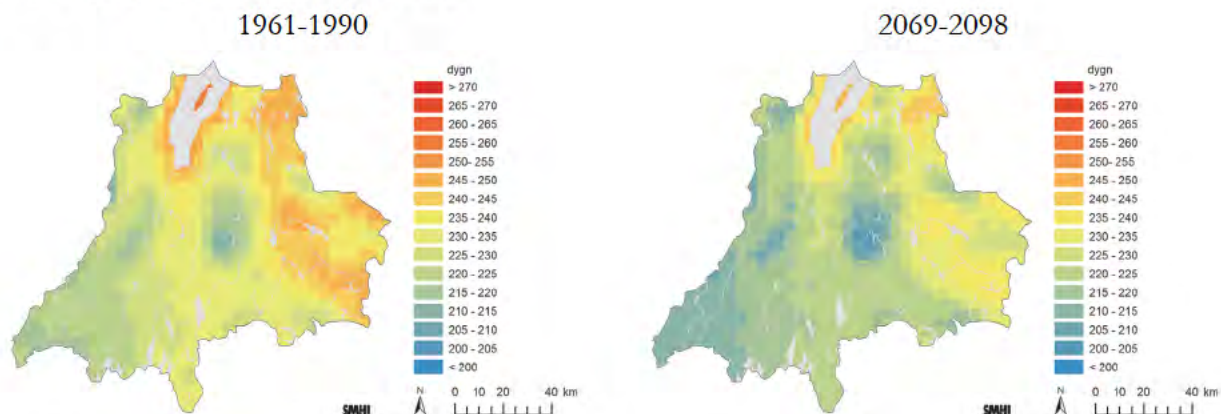 1961-1990
dygn
> 270
265 - 270
260 - 265
255 - 260
250- 255
245 - 250
240 - 245
235 - 240
230 - 235
225 - 230
220 - 225
215 - 220
210 - 215
205 - 210
200 - 205
< 200
N
0 10 20 40 km
SMHI
2069-2098
dygn
> 270
265 - 270
260 - 265
255 - 260
250- 255
245 - 250
240 - 245
235 - 240
230 - 235
225 - 230
220 - 225
215 - 220
210 - 215
205 - 210
200 - 205
< 200
N
0 10 20 40 km
SMHI